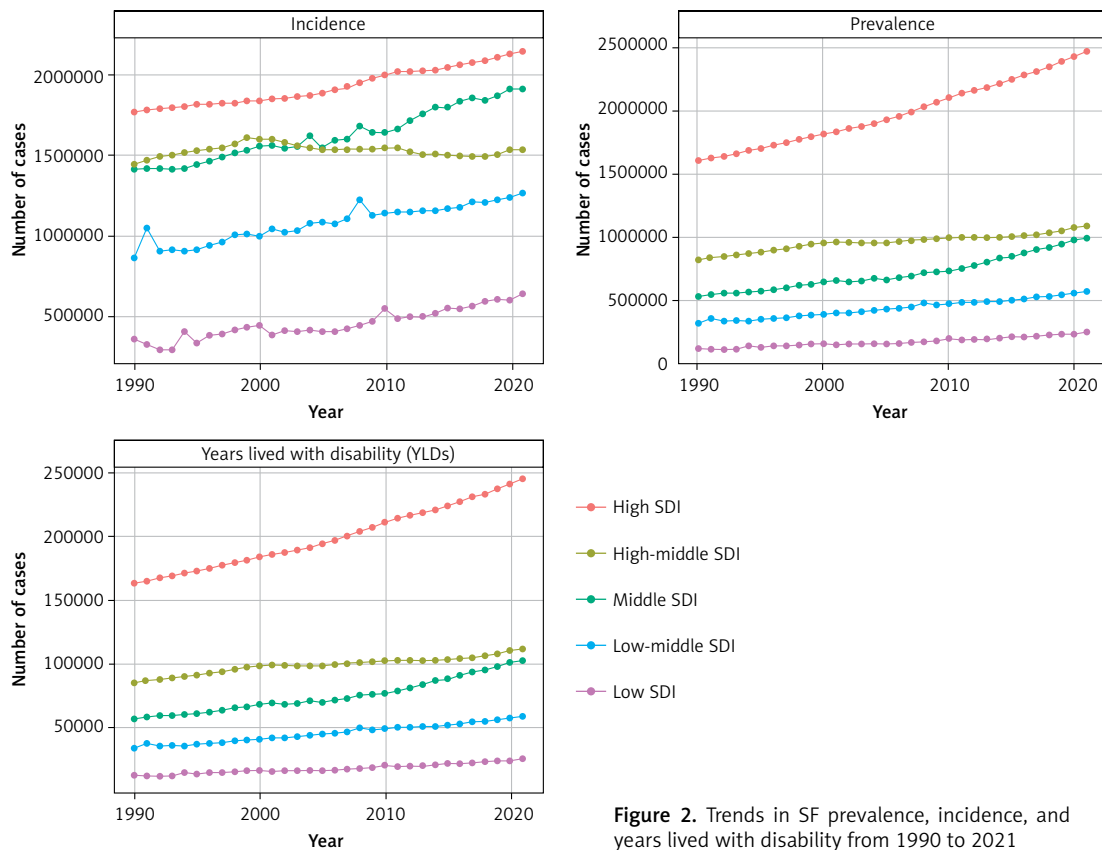 Incidence
Number of cases
2000000
1500000
1000000
500000
1990 2000 2010 2020
Year
Prevalence
Number of cases
2500000
2000000
1500000
1000000
500000
0
1990 2000 2010 2020
Year
Years lived with disability (YLDs)
Number of cases
250000
200000
150000
100000
50000
1990 2000 2010 2020
Year
High SDI
High-middle SDI
Middle SDI
Low-middle SDI
Low SDI
Figure 2. Trends in SF prevalence, incidence, and
years lived with disability from 1990 to 2021